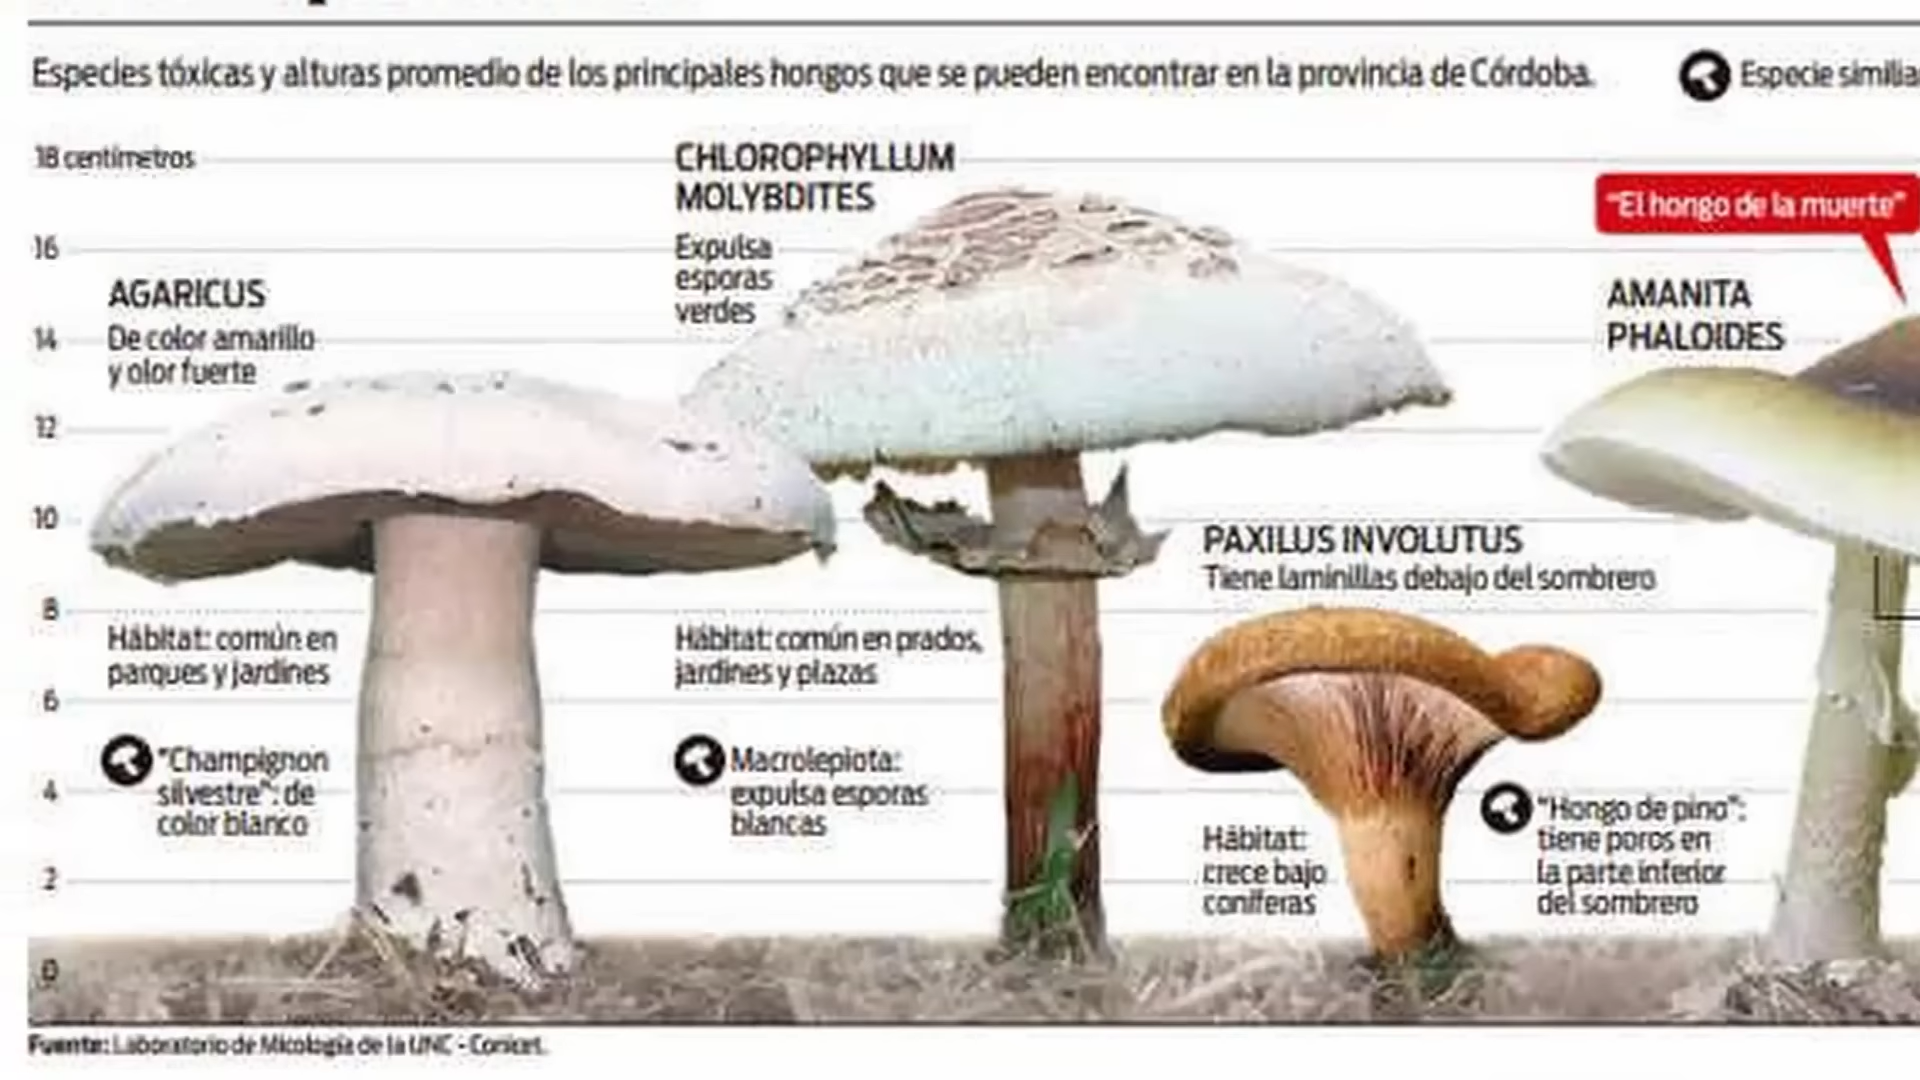 Especies tóxicas y alturas promedio de los principales hongos que se pueden encontrar en la provincia de Córdoba.
Especie similia
18 centímetros
16
14
12
10
8
6
4
2
0
AGARICUS
De color amarillo
y olor fuerte
Hábitat: común en
parques y jardines
"Champignon
silvestre": de
color blanco
CHLOROPHYLLUM
MOLYBDITES
Expulsa
esporas
verdes
Hábitat: común en prados,
jardines y plazas
Macrolepiota:
expulsa esporas
blancas
PAXILUS INVOLUTUS
Tiene laminillas debajo del sombrero
Hábitat:
crece bajo
coníferas
"Hongo de pino":
tiene poros en
la parte inferior
del sombrero
"El hongo de la muerte"
AMANITA
PHALOIDES
Fuente: Laboratorio de Micología de la UNC - Conicet.